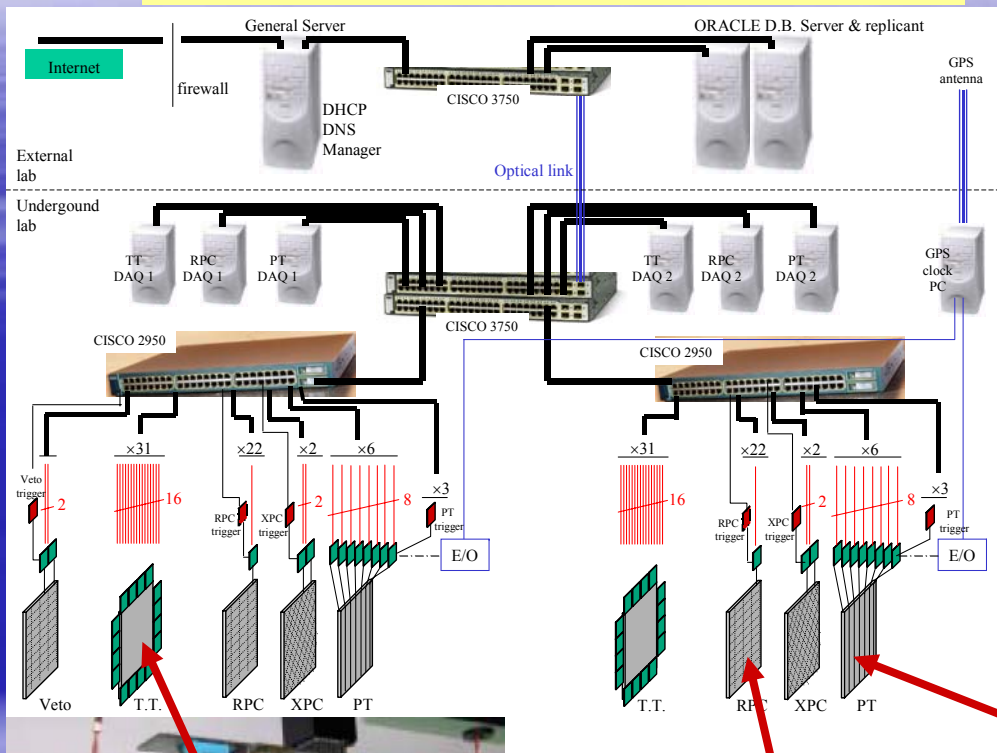 General Server
ORACLE D.B. Server & replicant
Internet
firewall
CISCO 3750
GPS
antenna
DHCP
DNS
Manager
External
lab
Optical link
Undergound
lab
TT
DAQ 1
RPC
DAQ 1
PT
DAQ 1
TT
DAQ 2
RPC
DAQ 2
PT
DAQ 2
GPS
clock
PC
CISCO 3750
CISCO 2950
CISCO 2950
×31
×22
×2
×6
×31
×22
×2
×6
Veto
trigger
2
16
RPC
trigger
XPC
trigger
2
8
×3
PT
trigger
16
RPC
trigger
XPC
trigger
2
8
×3
PT
trigger
E/O
E/O
Veto
T.T.
RPC
XPC
PT
T.T.
RPC
XPC
PT